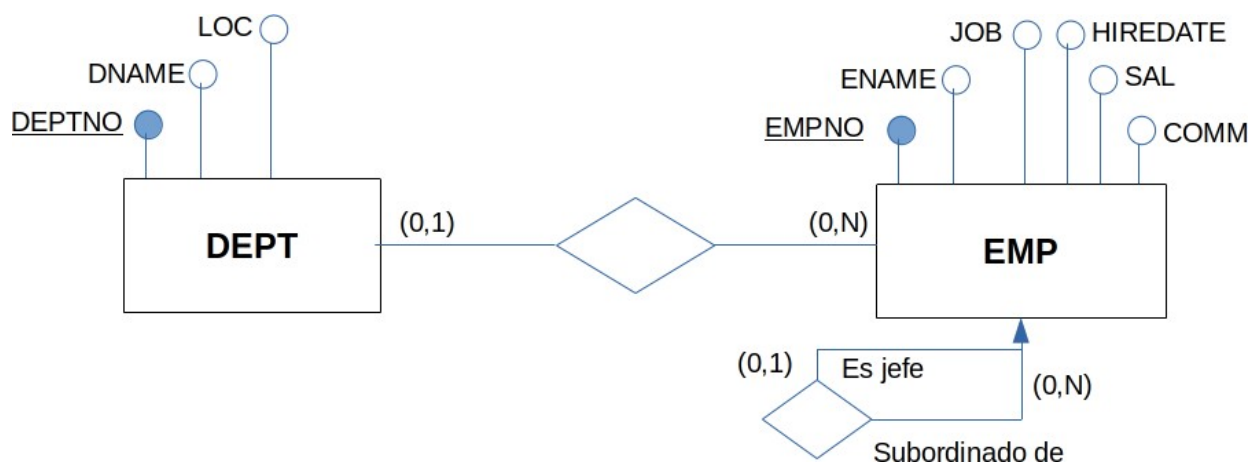 LOC
DNAME
DEPTNO
DEPT
(0,1)
(0,N)
JOB
HIREDATE
ENAME
SAL
EMPNO
COMM
EMP
(0,1)
Es jefe
(0,N)
Subordinado de